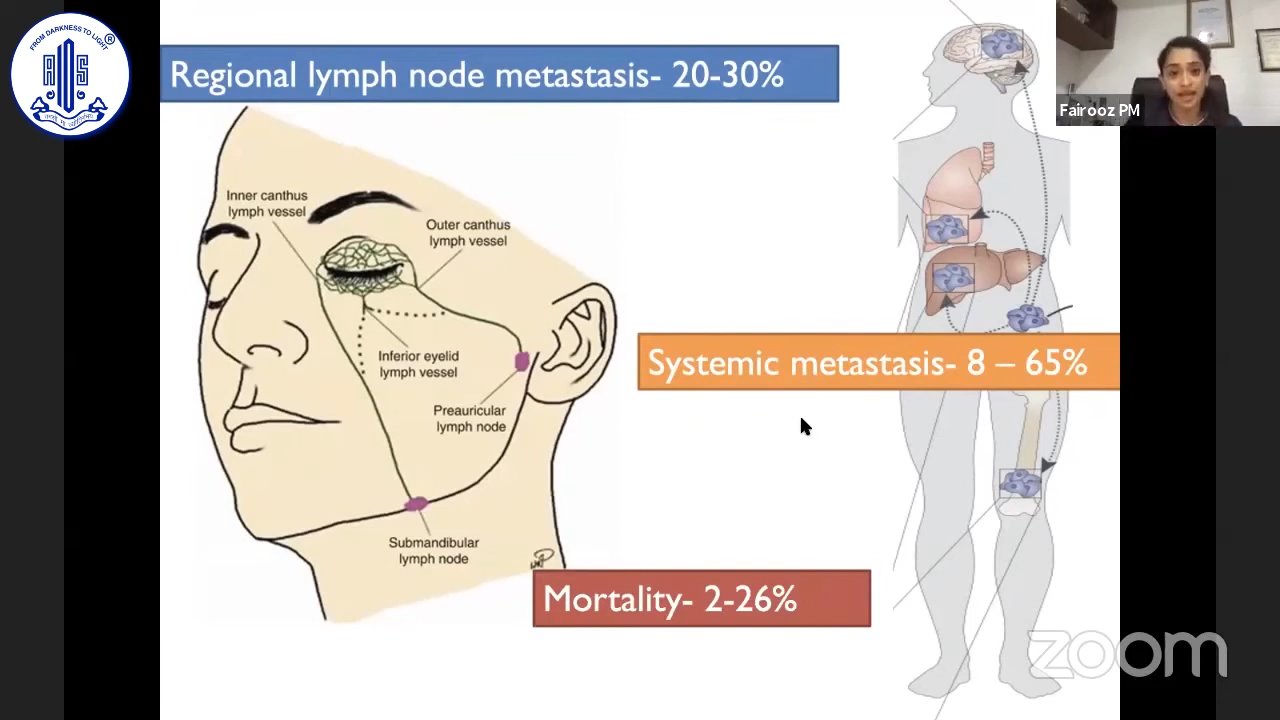 FROM DARKNESS TO LIGHT
AIOS
Regional lymph node metastasis- 20-30%
Fairooz PM
Inner canthus
lymph vessel
Outer canthus
lymph vessel
Inferior eyelid
lymph vessel
Systemic metastasis- 8 – 65%
Preauricular
lymph node
Submandibular
lymph node
Mortality- 2-26%
zoom